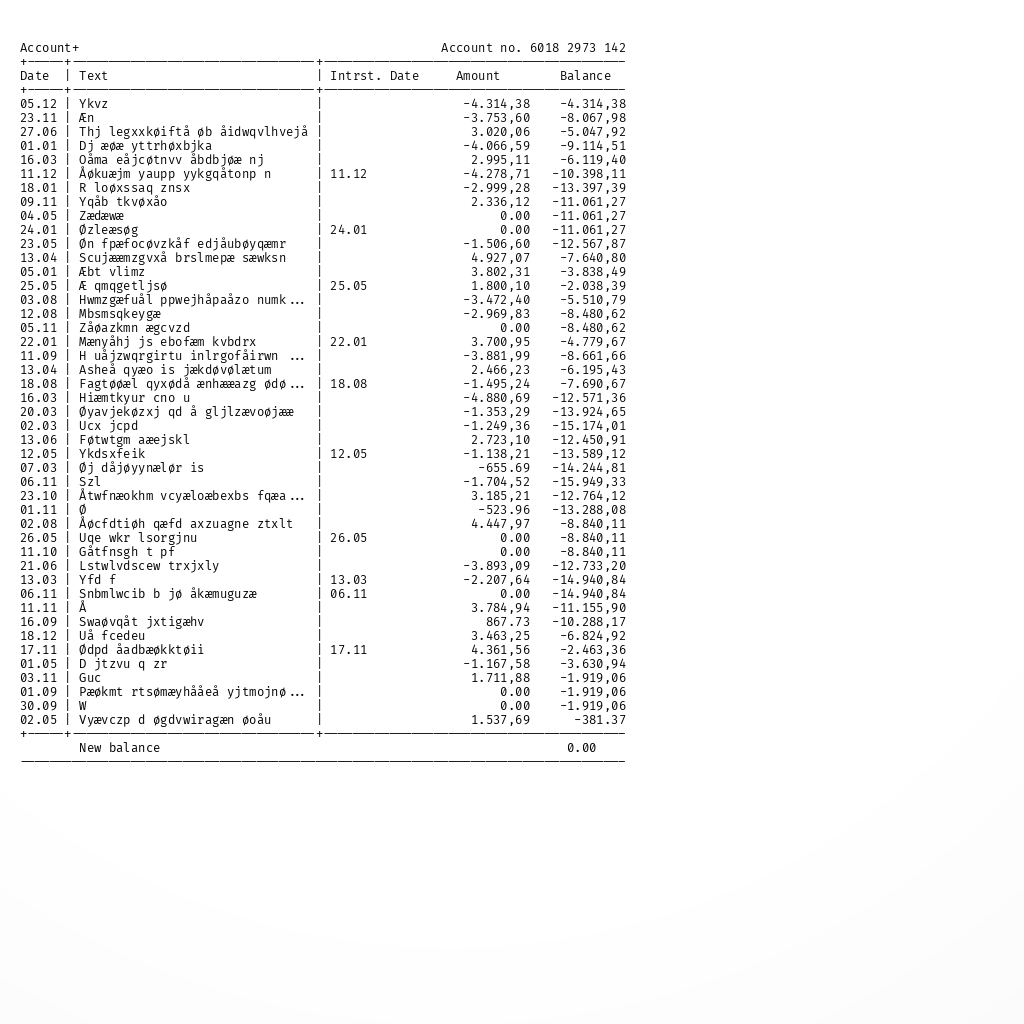 Account+ Account no. 6018 2973 142
+-----+---------------------------------+-----------------------------------------
Date | Text | Intrst. Date Amount Balance
+-----+---------------------------------+-----------------------------------------
05.12 | Ykvz | -4.314,38 -4.314,38
23.11 | Æn | -3.753,60 -8.067,98
27.06 | Thj legxxkøiftå øb åidwqvlhvejå | 3.020,06 -5.047,92
01.01 | Dj æøæ yttrhøxbjka | -4.066,59 -9.114,51
16.03 | Oåma eåjcøtnvv åbdbjøæ nj | 2.995,11 -6.119,40
11.12 | Åøkuæjm yaupp yykgqåtonp n | 11.12 -4.278,71 -10.398,11
18.01 | R loøxssaq znsx | -2.999,28 -13.397,39
09.11 | Yqåb tkvøxåo | 2.336,12 -11.061,27
04.05 | Zædæwæ | 0.00 -11.061,27
24.01 | Øzleæsøg | 24.01 0.00 -11.061,27
23.05 | Øn fpæfocøvzkåf edjåubøyqæmr | -1.506,60 -12.567,87
13.04 | Scujææmzgvxå brslmepæ sæwksn | 4.927,07 -7.640,80
05.01 | Æbt vlimz | 3.802,31 -3.838,49
25.05 | Æ qmqgetljsø | 25.05 1.800,10 -2.038,39
03.08 | Hwmzgæfuål ppwejhåpaåzo numk... | -3.472,40 -5.510,79
12.08 | Mbsmsqkeygæ | -2.969,83 -8.480,62
05.11 | Zåøazkmn ægcvzd | 0.00 -8.480,62
22.01 | Mænyåhj js ebofæm kvbdrx | 22.01 3.700,95 -4.779,67
11.09 | H uåjzwqrgirtu inlrgofåirwn ... | -3.881,99 -8.661,66
13.04 | Asheå qyæo is jækdøvølætum | 2.466,23 -6.195,43
18.08 | Fagtøøæl qyxødå ænhææazg ødø... | 18.08 -1.495,24 -7.690,67
16.03 | Hiæmtkyur cno u | -4.880,69 -12.571,36
20.03 | Øyavjekøzxj qd å gljlzævoøjææ | -1.353,29 -13.924,65
02.03 | Ucx jcpd | -1.249,36 -15.174,01
13.06 | Føtwtgm aæejskl | 2.723,10 -12.450,91
12.05 | Ykdsxfeik | 12.05 -1.138,21 -13.589,12
07.03 | Øj dåjøyynælør is | -655.69 -14.244,81
06.11 | Szl | -1.704,52 -15.949,33
23.10 | Åtwfnæokhm vcyæloæbexbs fqæa... | 3.185,21 -12.764,12
01.11 | Ø | -523.96 -13.288,08
02.08 | Åøcfdtiøh qæfd axzuagne ztxlt | 4.447,97 -8.840,11
26.05 | Uqe wkr lsorgjnu | 26.05 0.00 -8.840,11
11.10 | Gåtfnsgh t pf | 0.00 -8.840,11
21.06 | Lstwlvdscew trxjxly | -3.893,09 -12.733,20
13.03 | Yfd f | 13.03 -2.207,64 -14.940,84
06.11 | Snbmlwcib b jø åkæmuguzæ | 06.11 0.00 -14.940,84
11.11 | Å | 3.784,94 -11.155,90
16.09 | Swaøvqåt jxtigæhv | 867.73 -10.288,17
18.12 | Uå fcedeu | 3.463,25 -6.824,92
17.11 | Ødpd åadbæøkktøii | 17.11 4.361,56 -2.463,36
01.05 | D jtzvu q zr | -1.167,58 -3.630,94
03.11 | Guc | 1.711,88 -1.919,06
01.09 | Pæøkmt rtsømæyhååeå yjtmojnø... | 0.00 -1.919,06
30.09 | W | 0.00 -1.919,06
02.05 | Vyævczp d øgdvwiragæn øoåu | 1.537,69 -381.37
+-----+---------------------------------+-----------------------------------------
New balance 0.00
----------------------------------------------------------------------------------